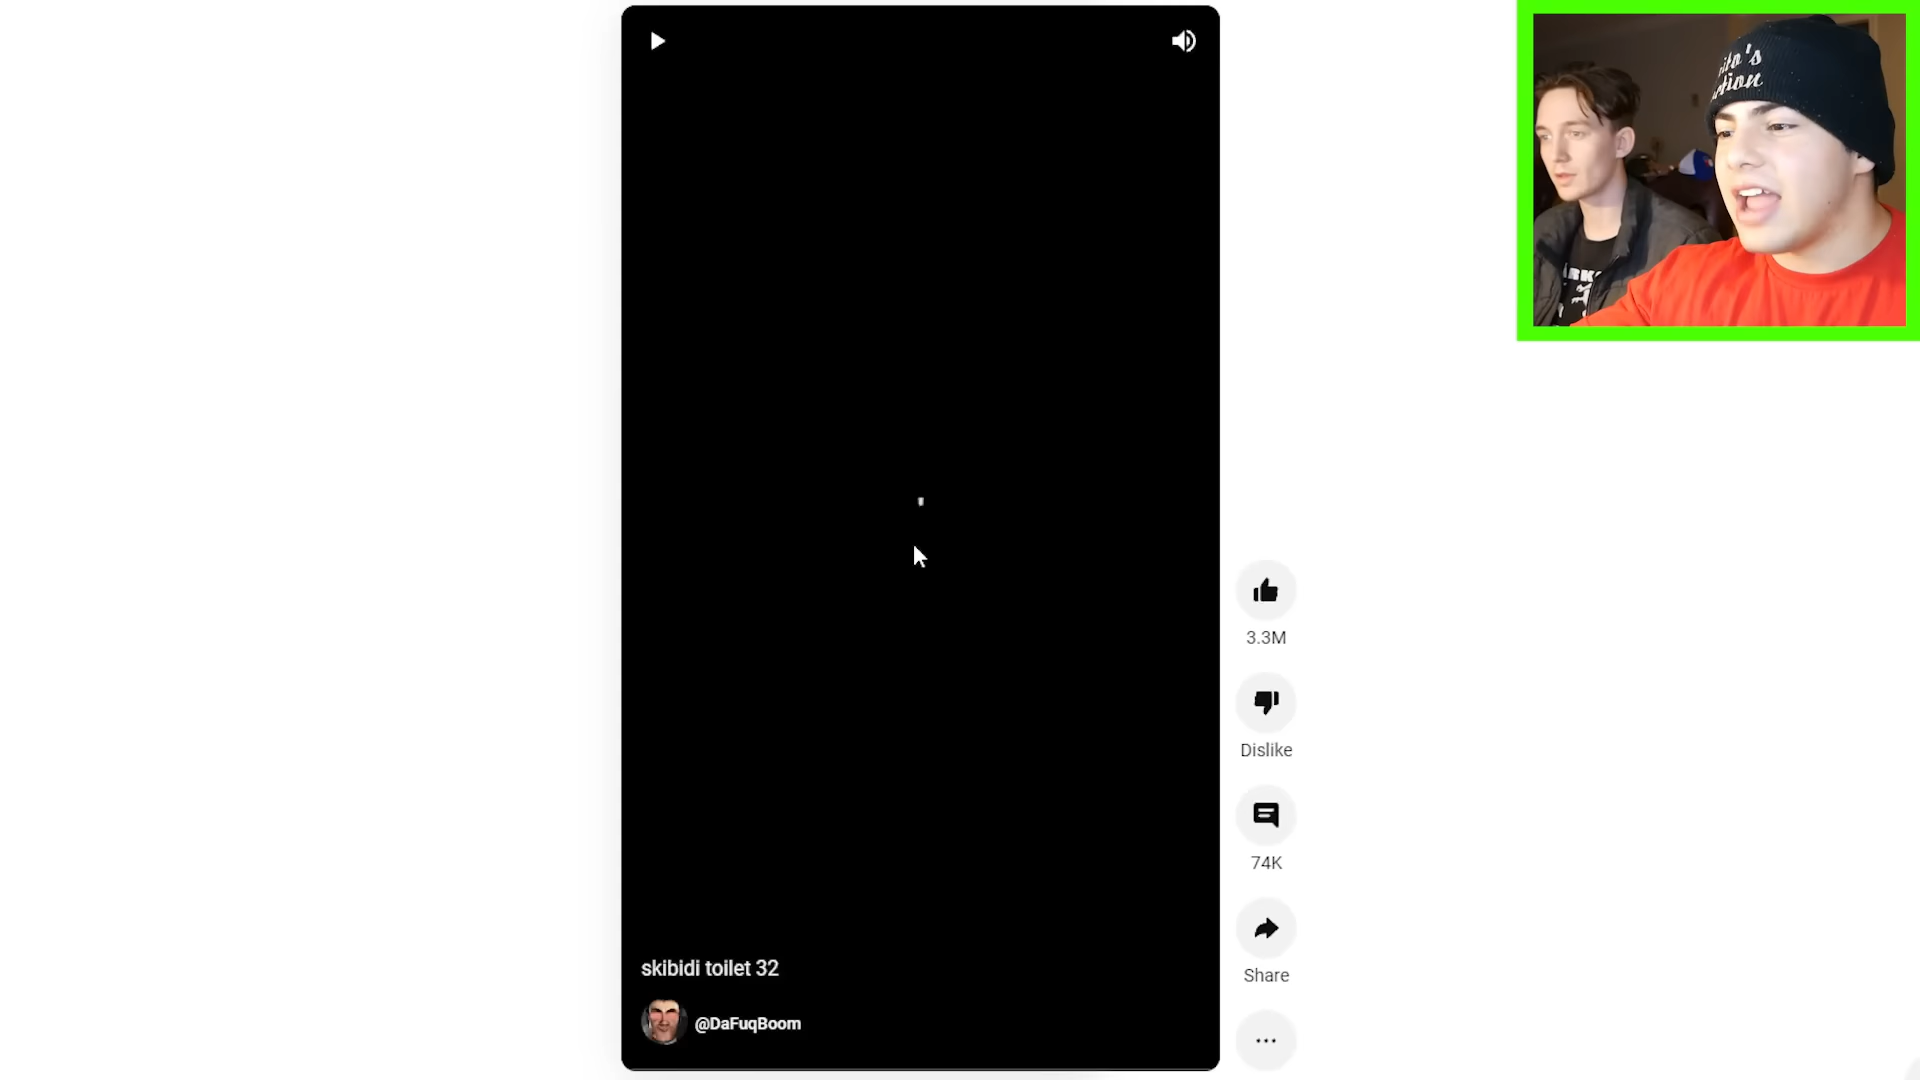 skibidi toilet 32
@DaFuqBoom
3.3M
Dislike
74K
Share